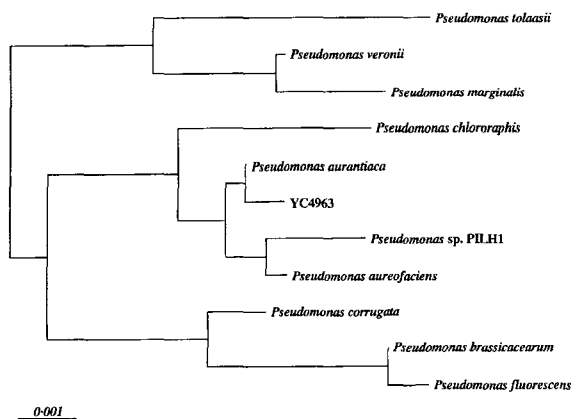 Pseudomonas tolaasii
Pseudomonas veronii
Pseudomonas marginalis
Pseudomonas chlororaphis
Pseudomonas aurantiaca
YC4963
Pseudomonas sp. PILH1
Pseudomonas aureofaciens
Pseudomonas corrugata
Pseudomonas brassicacearum
Pseudomonas fluorescens
0·001